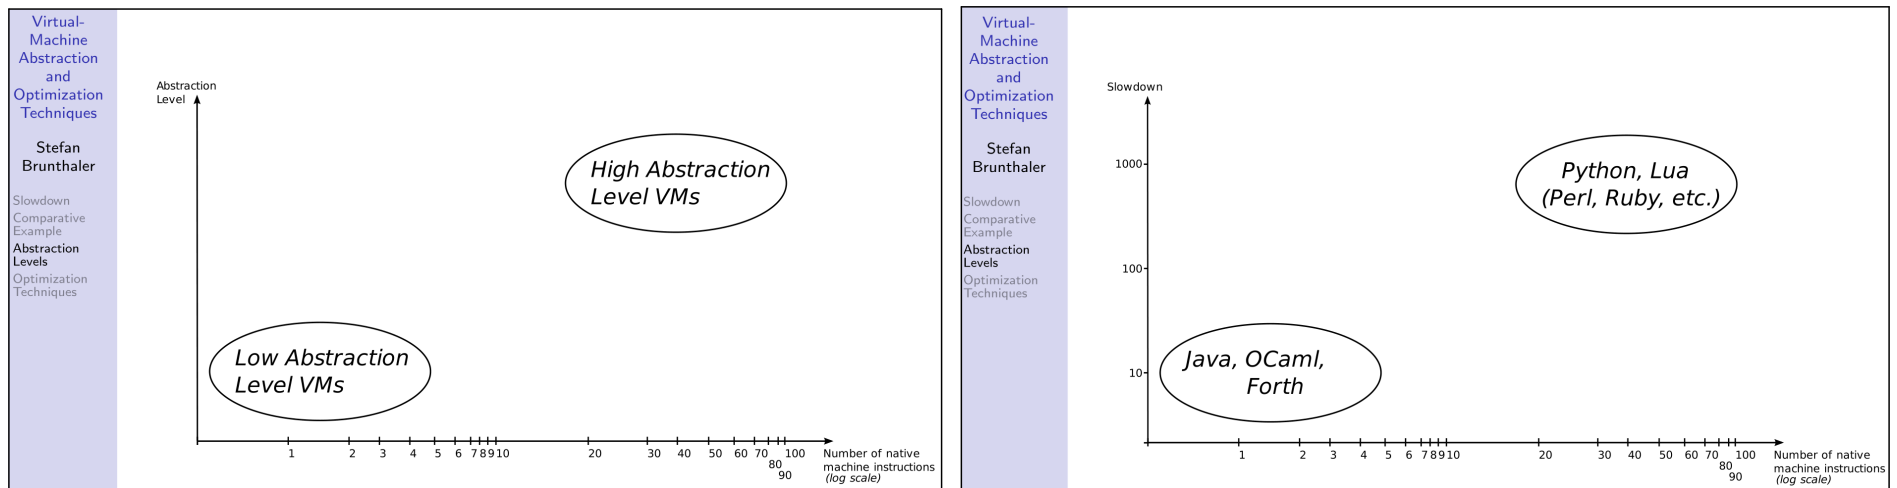 Virtual-
Machine
Abstraction
and
Optimization
Techniques
Stefan
Brunthaler
Slowdown
Comparative
Example
Abstraction
Levels
Optimization
Techniques
Abstraction
Level
High Abstraction
Level VMs
Low Abstraction
Level VMs
1 2 3 4 5 6 7 8 9 10 20 30 40 50 60 70 80 90 100
Number of native
machine instructions
(log scale)
Virtual-
Machine
Abstraction
and
Optimization
Techniques
Stefan
Brunthaler
Slowdown
Comparative
Example
Abstraction
Levels
Optimization
Techniques
Slowdown
1000
100
10
Python, Lua
(Perl, Ruby, etc.)
Java, OCaml,
Forth
1 2 3 4 5 6 7 8 9 10 20 30 40 50 60 70 80 90 100
Number of native
machine instructions
(log scale)